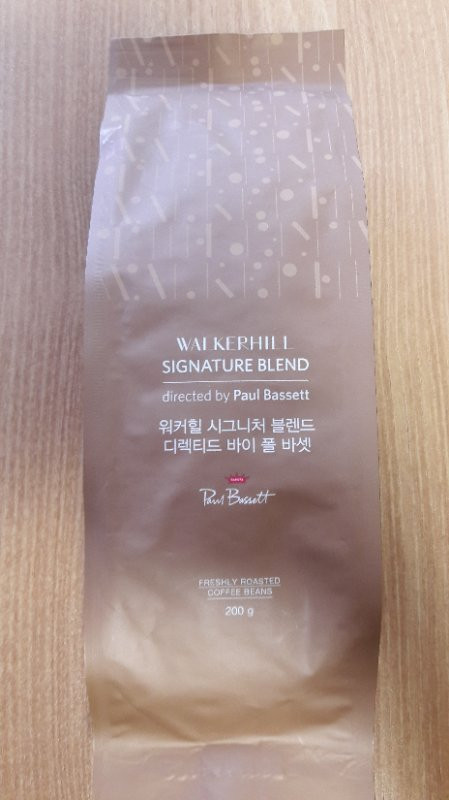 WALKERHILL
SIGNATURE BLEND
directed by Paul Bassett
워커힐 시그니처 블렌드
디렉티드 바이 폴 바셋
Paul Bassett
FRESHLY ROASTED
COFFEE BEANS
200 g